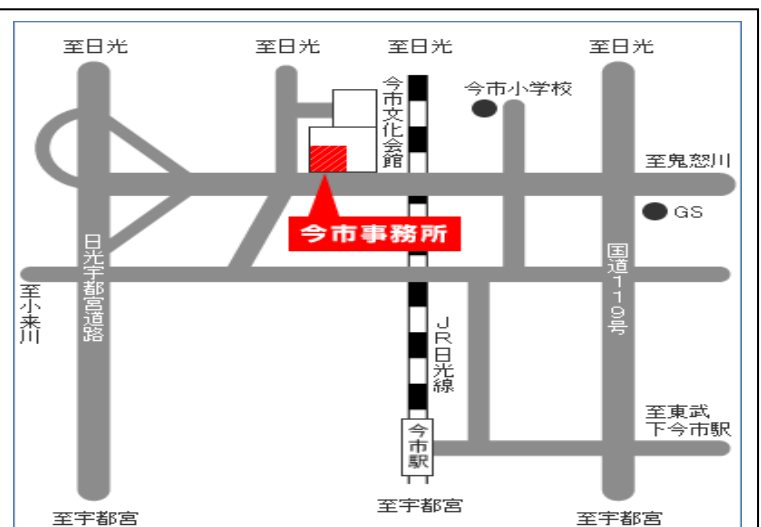 至日光
至日光
至日光
至日光
今市文化会館
今市小学校
至鬼怒川
GS
今市事務所
日光宇都宮道路
国道119号
至小来川
JR日光線
至東武
下今市駅
今市駅
至宇都宮
至宇都宮
至宇都宮